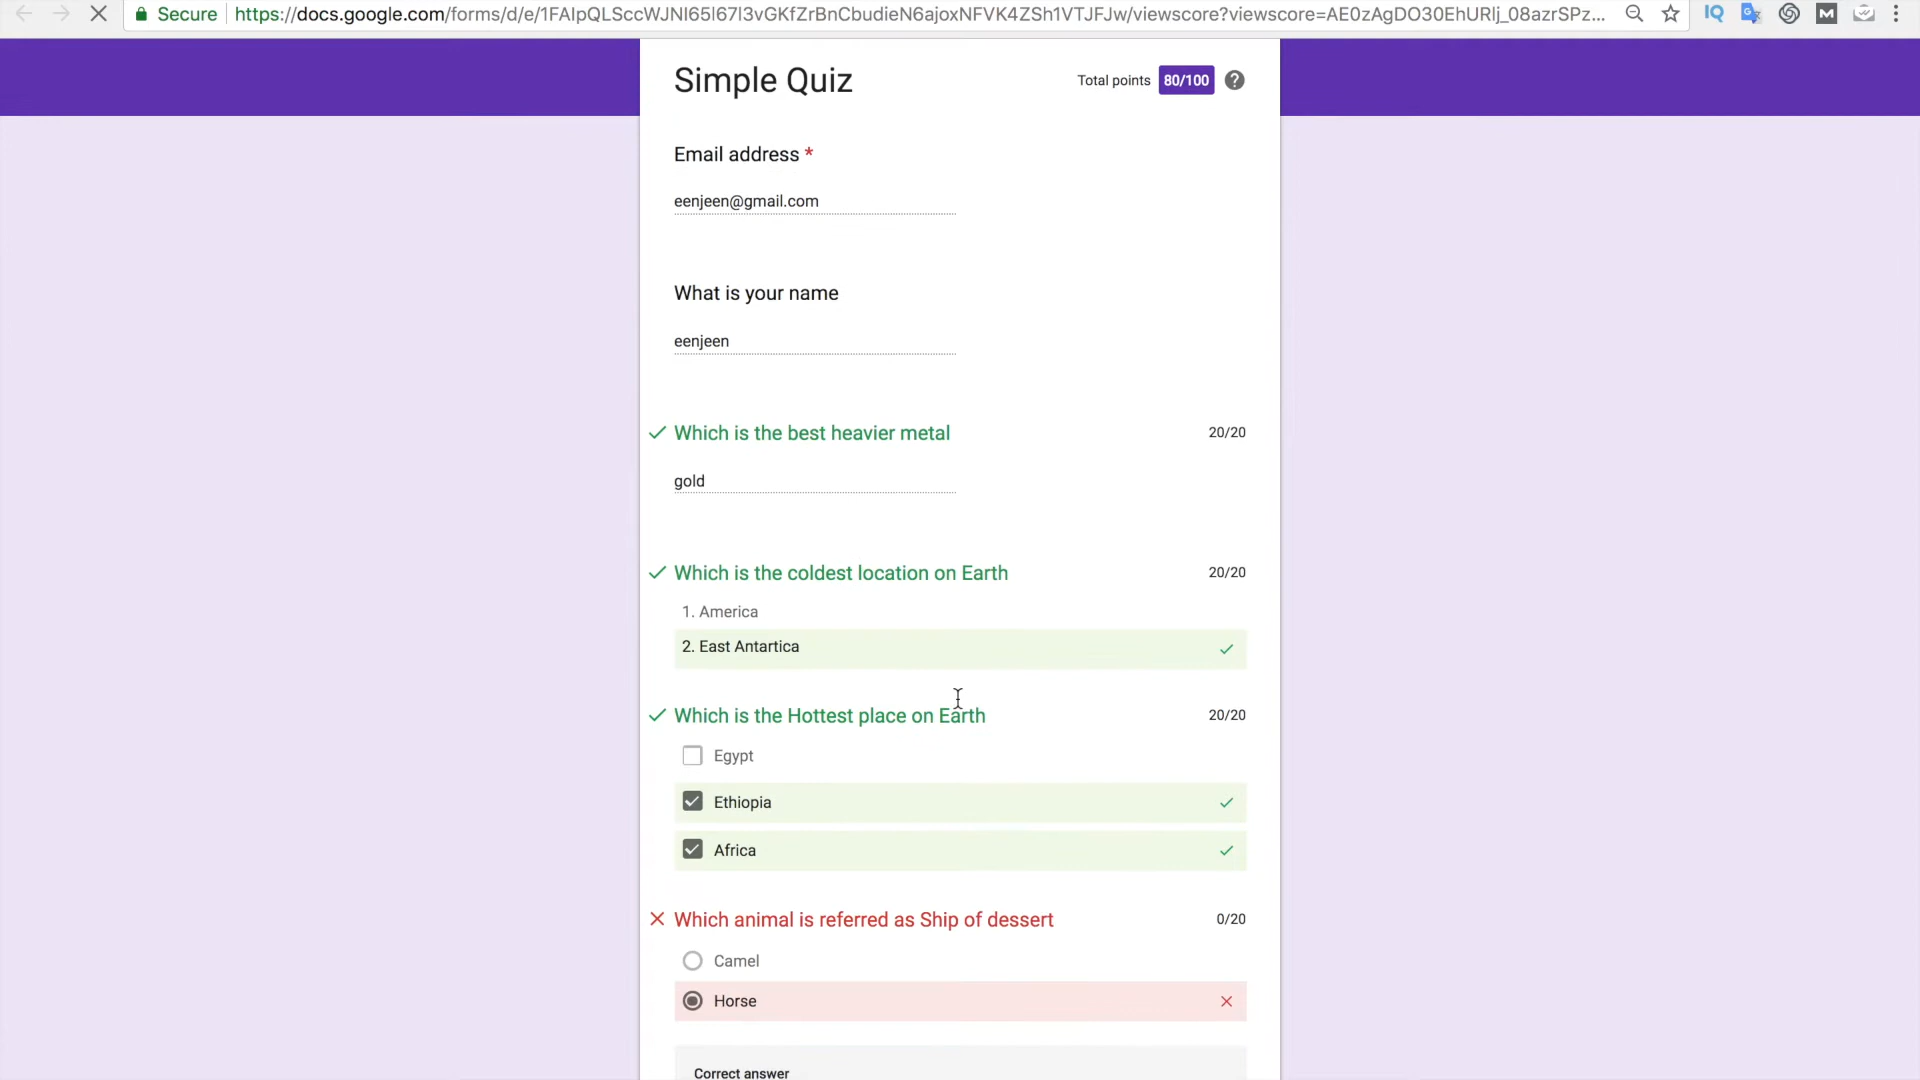 Secure https://docs.google.com/forms/d/e/1FAIpQLSccWJNl65l67l3vGKfZrBnCbudieN6ajoxNFVK4ZSh1VTJFJw/viewscore?viewscore=AE0zAgDO30EhURlj_08azrSPz... IQ G M
Simple Quiz
Total points 80/100 ?
Email address *
eenjeen@gmail.com
What is your name
eenjeen
Which is the best heavier metal 20/20
gold
Which is the coldest location on Earth 20/20
1. America
2. East Antartica
Which is the Hottest place on Earth 20/20
Egypt
Ethiopia
Africa
Which animal is referred as Ship of dessert 0/20
Camel
Horse
Correct answer